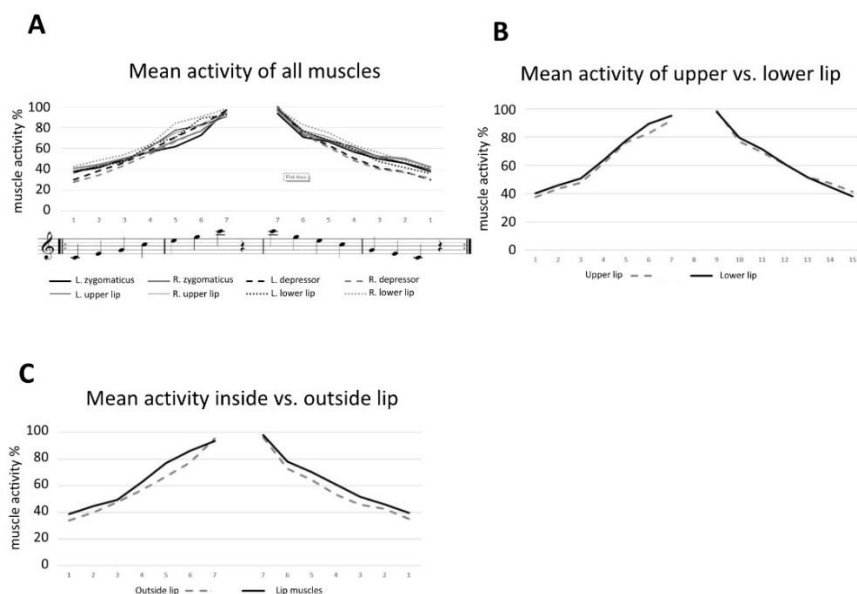 A
Mean activity of all muscles
100
80
60
40
20
0
muscle activity %
1 2 3 4 5 6 7 7 6 5 4 3 2 1
Plot Area
L. zygomaticus R. zygomaticus L. depressor R. depressor
L. upper lip R. upper lip L. lower lip R. lower lip
B
Mean activity of upper vs. lower lip
100
80
60
40
20
0
muscle activity %
1 2 3 4 5 6 7 8 9 10 11 12 13 14 15
Upper lip Lower lip
C
Mean activity inside vs. outside lip
100
80
60
40
20
0
muscle activity %
1 2 3 4 5 6 7 7 6 5 4 3 2 1
Outside lip Lip muscles